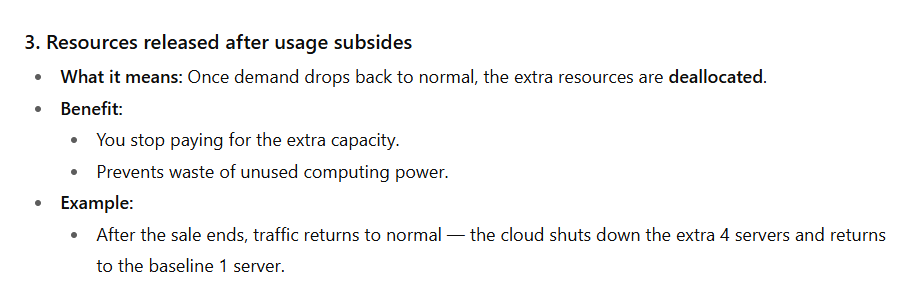 3. Resources released after usage subsides
• What it means: Once demand drops back to normal, the extra resources are deallocated.
• Benefit:
• You stop paying for the extra capacity.
• Prevents waste of unused computing power.
• Example:
• After the sale ends, traffic returns to normal — the cloud shuts down the extra 4 servers and returns
to the baseline 1 server.